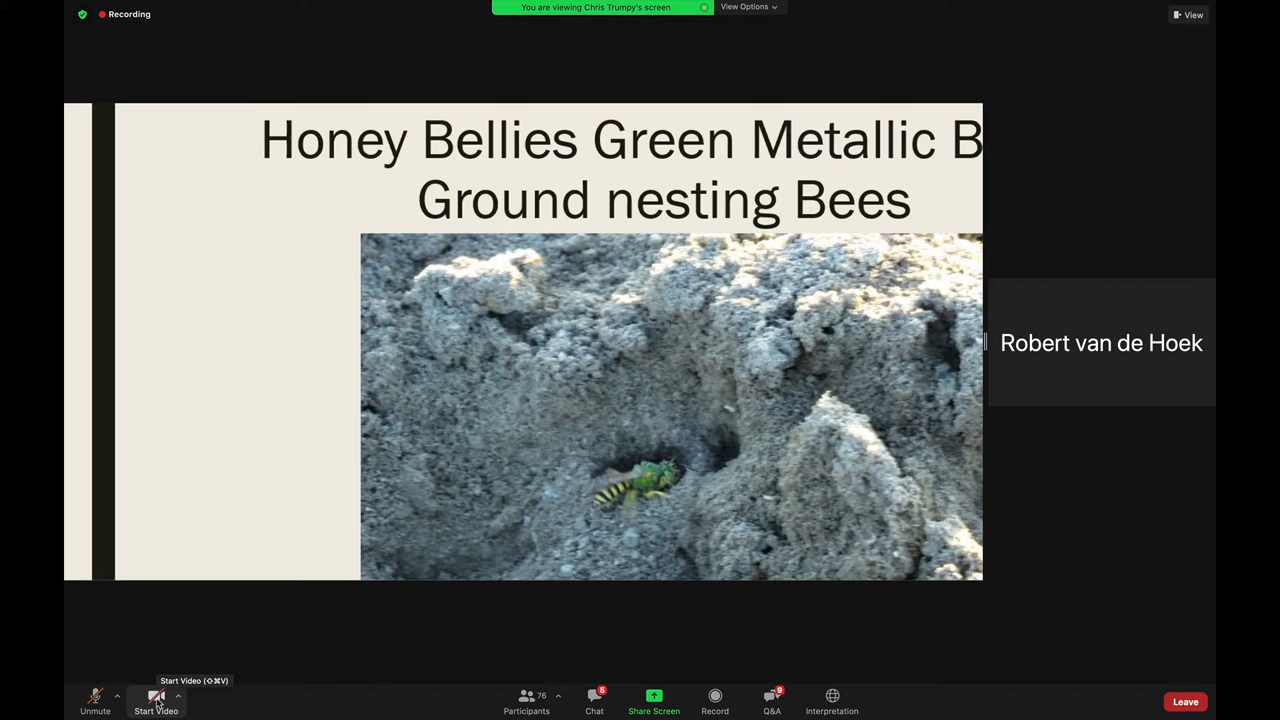 Recording
You are viewing Chris Trumpy's screen
View Options
View
Honey Bellies Green Metallic B
Ground nesting Bees
Robert van de Hoek
Start Video (⇧⌘V)
Unmute
Start Video
76
Participants
5
Chat
Share Screen
Record
9
Q&A
Interpretation
Leave